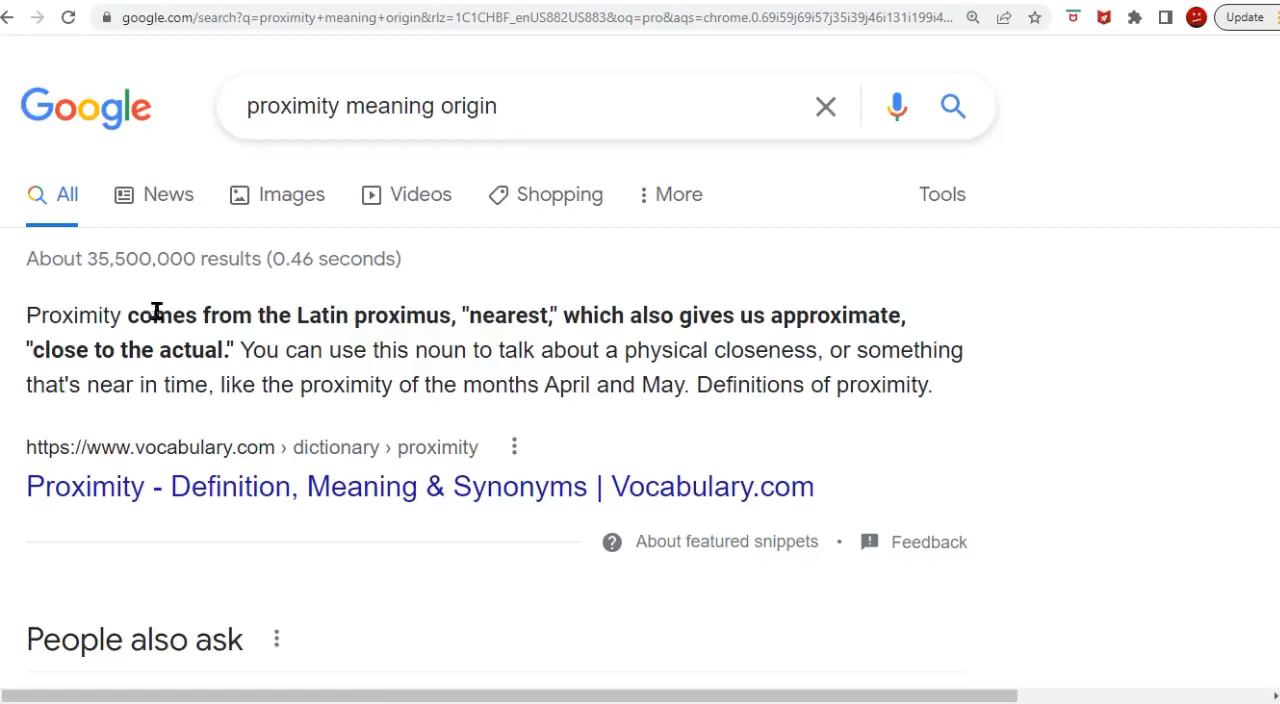 google.com/search?q=proximity+meaning+origin&rlz=1C1CHBF_enUS882US883&oq=pro&aqs=chrome.0.69i59j69i57j35i39j46i131i199i4...
Update
Google
proximity meaning origin
All News Images Videos Shopping More Tools
About 35,500,000 results (0.46 seconds)
Proximity comes from the Latin proximus, "nearest," which also gives us approximate,
"close to the actual." You can use this noun to talk about a physical closeness, or something
that's near in time, like the proximity of the months April and May. Definitions of proximity.
https://www.vocabulary.com › dictionary › proximity
Proximity - Definition, Meaning & Synonyms | Vocabulary.com
About featured snippets • Feedback
People also ask